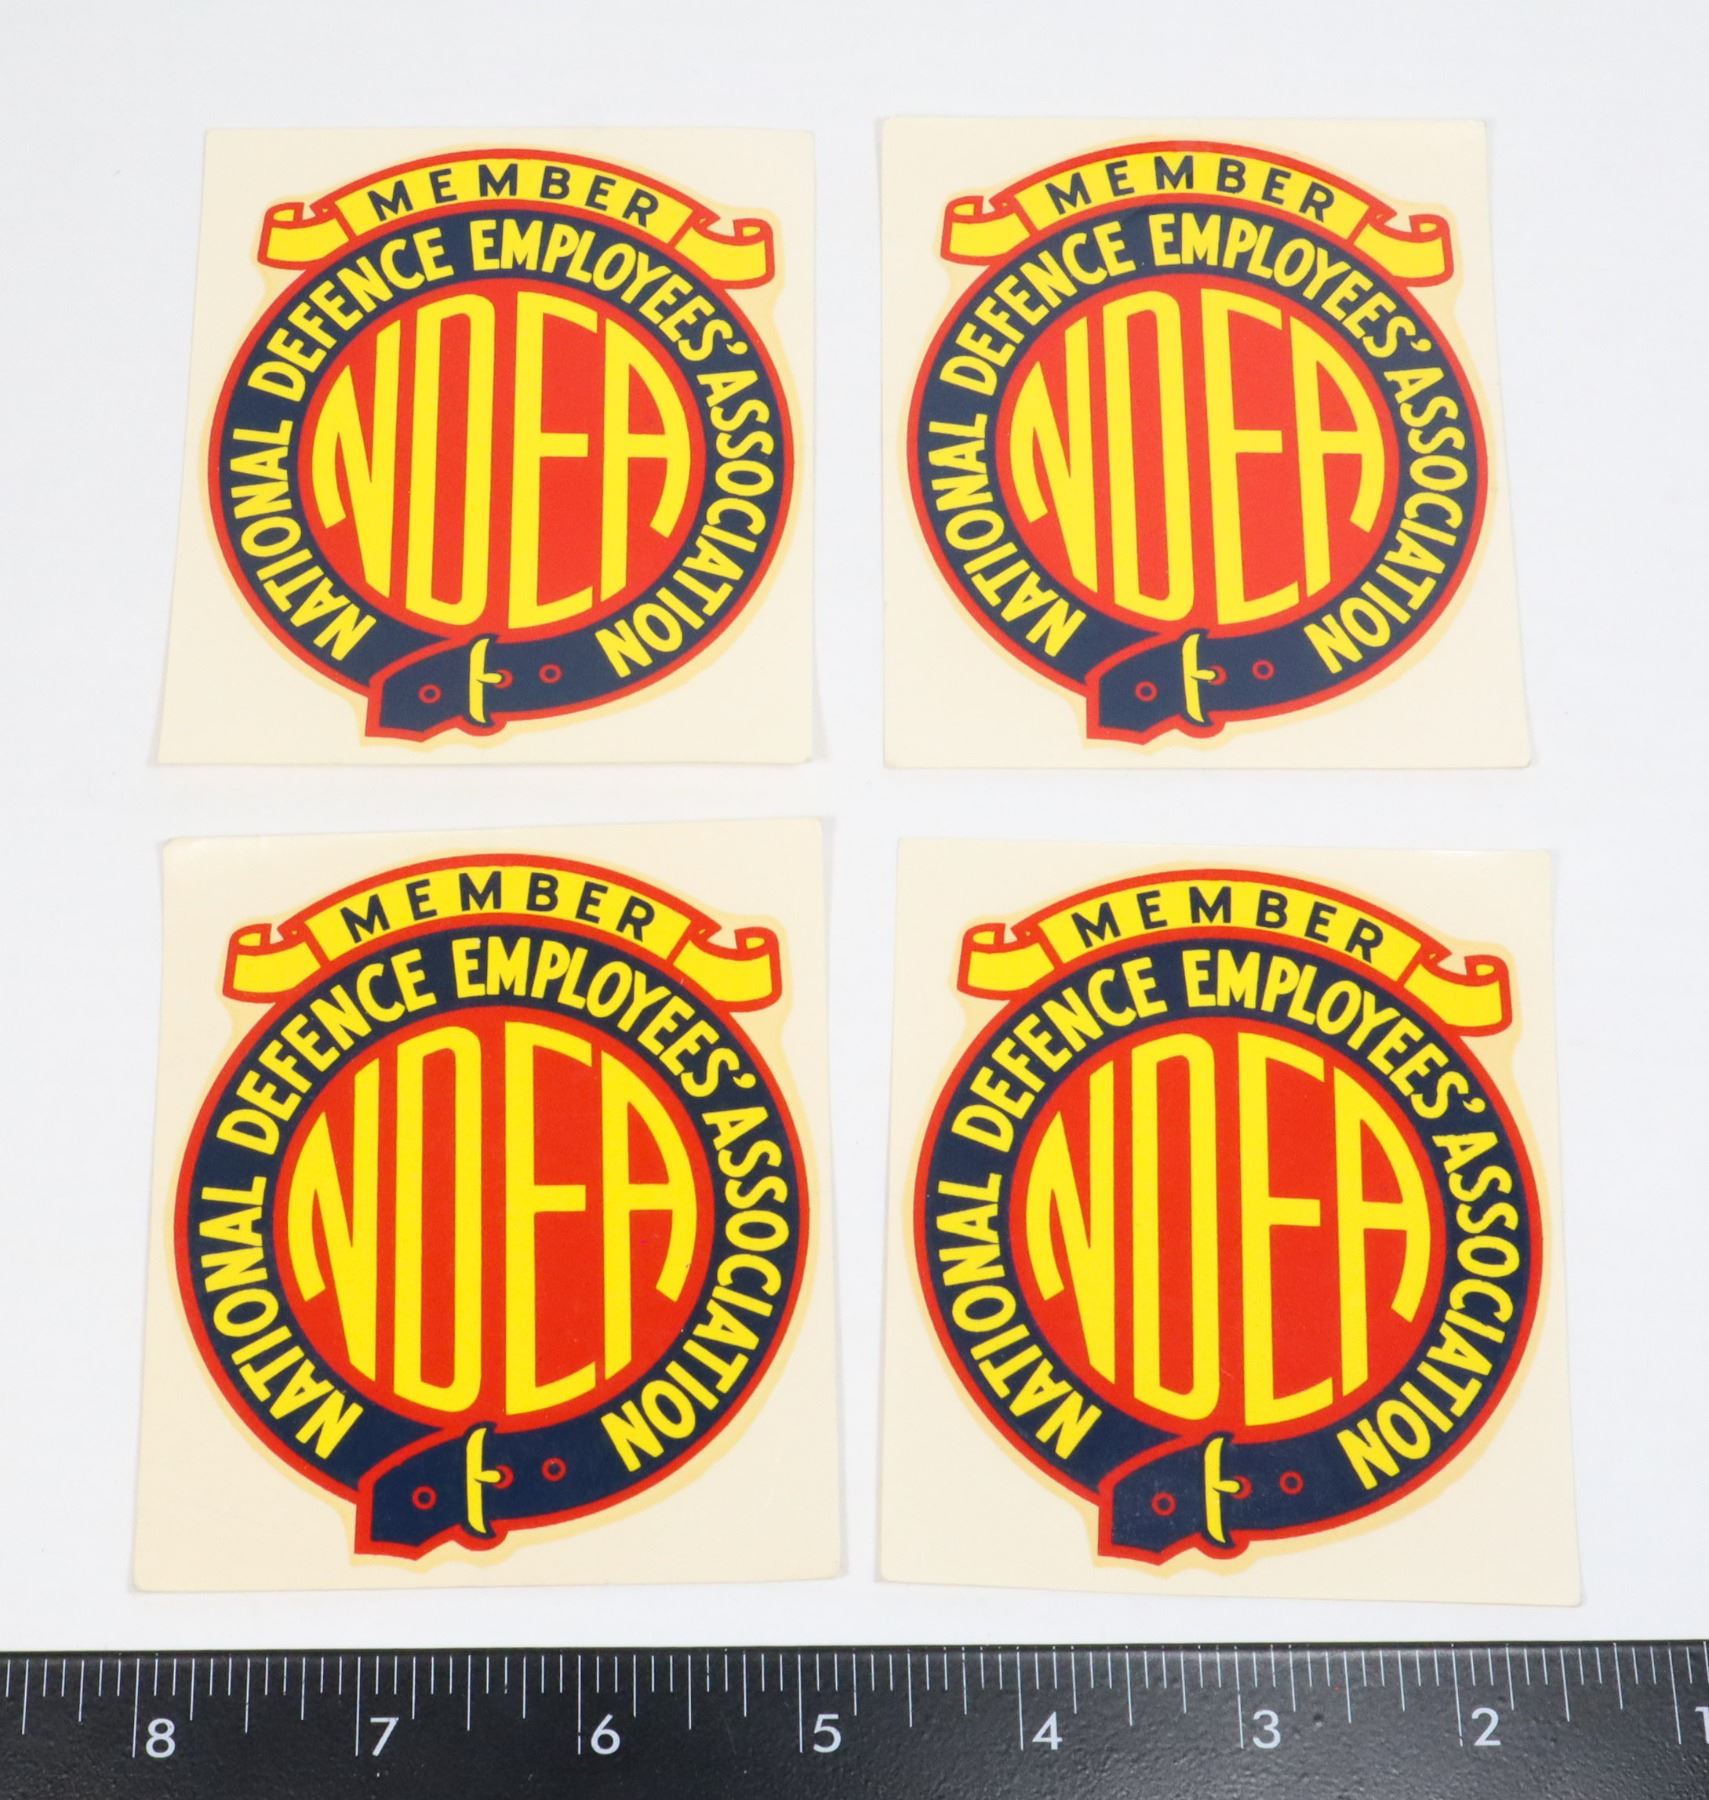 MEMBER
NATIONAL DEFENCE EMPLOYEES' ASSOCIATION
NDEA
MEMBER
NATIONAL DEFENCE EMPLOYEES' ASSOCIATION
NDEA
MEMBER
NATIONAL DEFENCE EMPLOYEES' ASSOCIATION
NDEA
MEMBER
NATIONAL DEFENCE EMPLOYEES' ASSOCIATION
NDEA
8 7 6 5 4 3 2 1